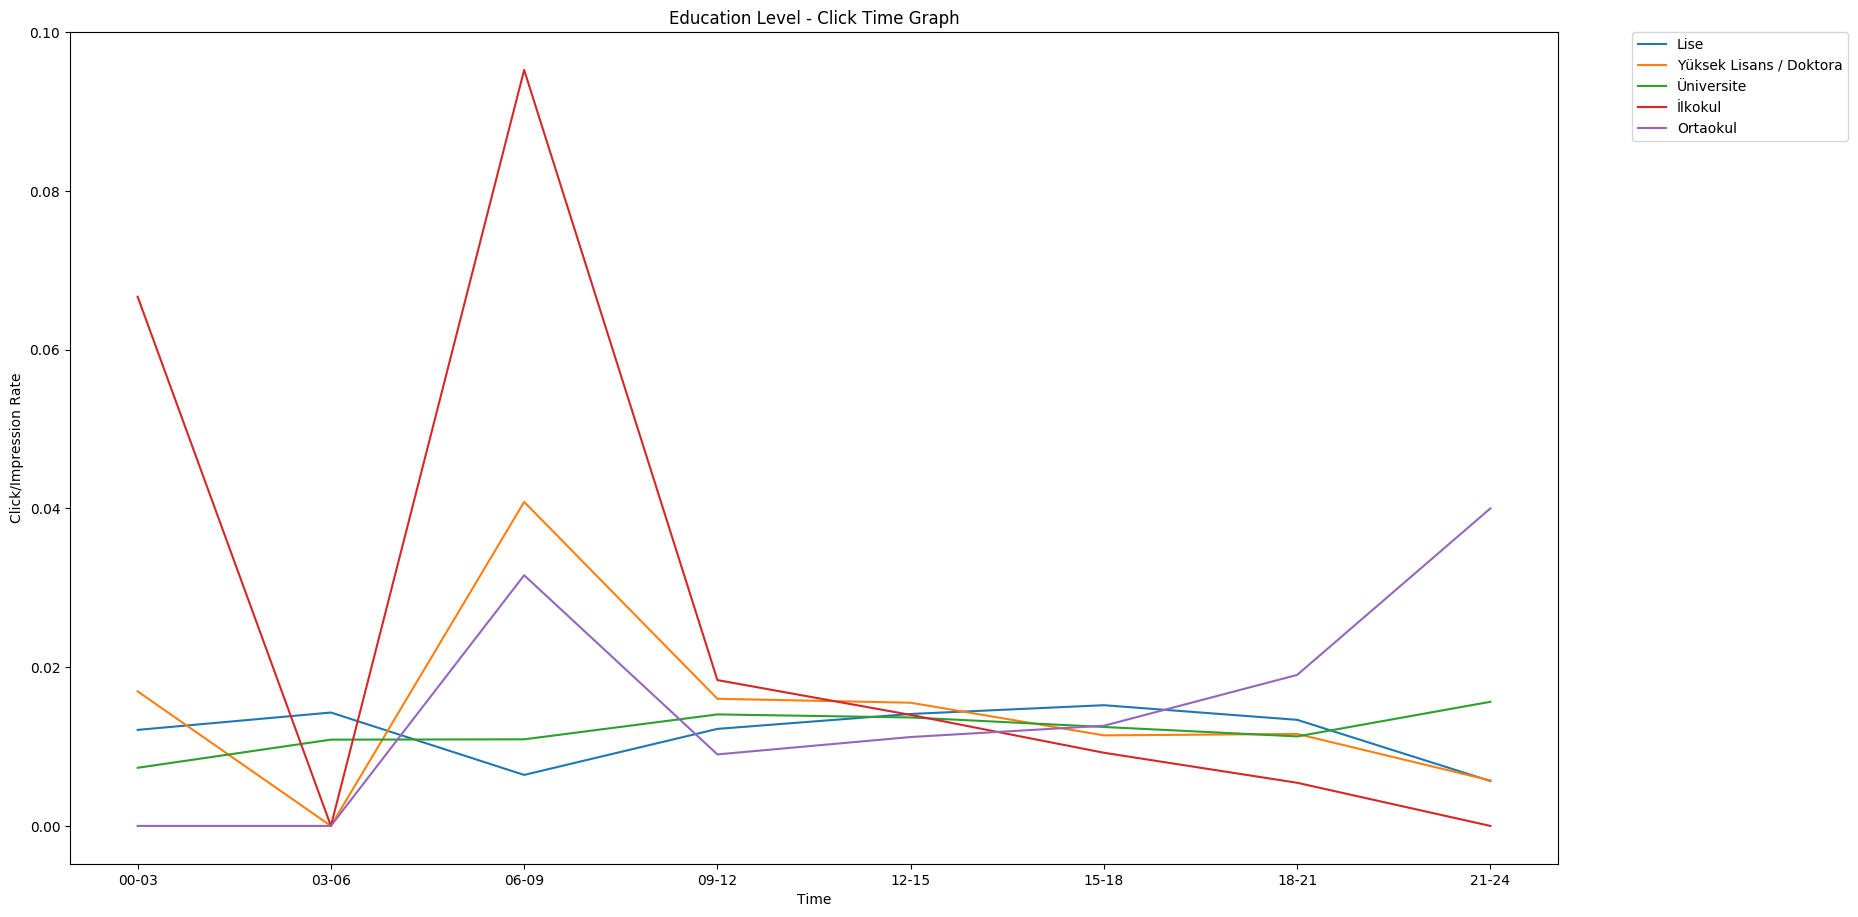 Education Level - Click Time Graph
Lise
Yüksek Lisans / Doktora
Üniversite
İlkokul
Ortaokul
Click/Impression Rate
0.10
0.08
0.06
0.04
0.02
0.00
00-03 03-06 06-09 09-12 12-15 15-18 18-21 21-24
Time